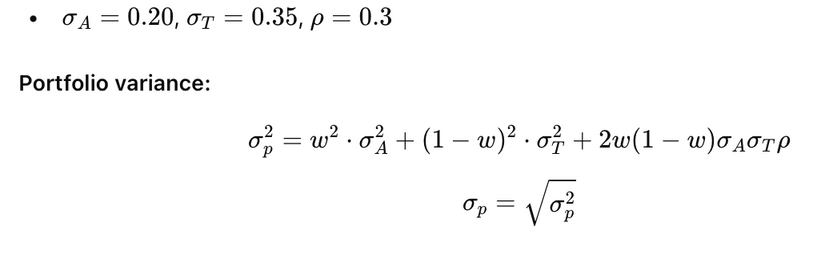 • σ_A = 0.20, σ_T = 0.35, ρ = 0.3
Portfolio variance:
σ_p^2 = w^2 · σ_A^2 + (1 − w)^2 · σ_T^2 + 2w(1 − w)σ_Aσ_Tρ
σ_p = √(σ_p^2)